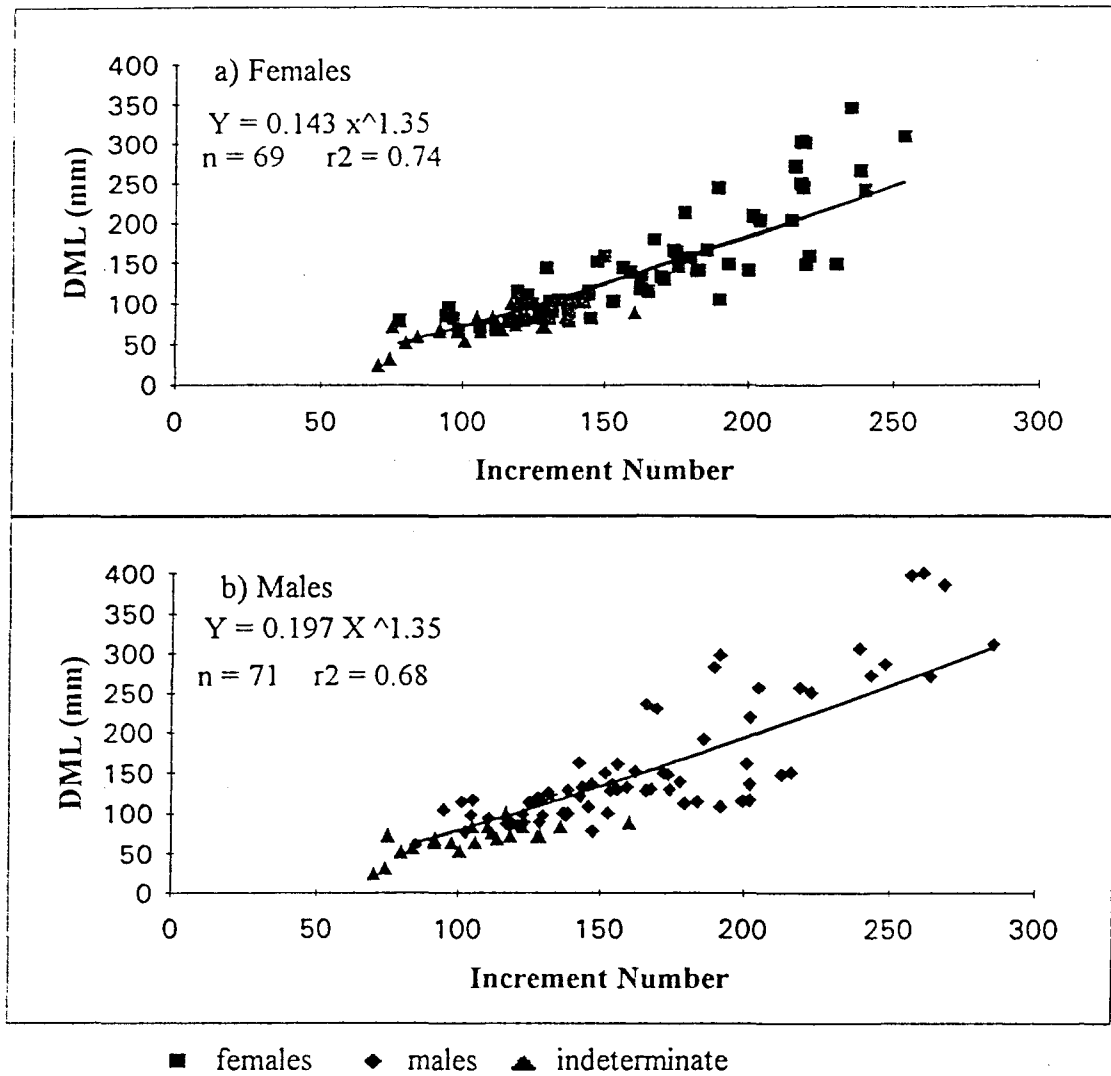 a) Females
Y = 0.143 x^1.35
n = 69 r2 = 0.74
DML (mm)
400
350
300
250
200
150
100
50
0
0 50 100 150 200 250 300
Increment Number
b) Males
Y = 0.197 X ^1.35
n = 71 r2 = 0.68
DML (mm)
400
350
300
250
200
150
100
50
0
0 50 100 150 200 250 300
Increment Number
females males indeterminate